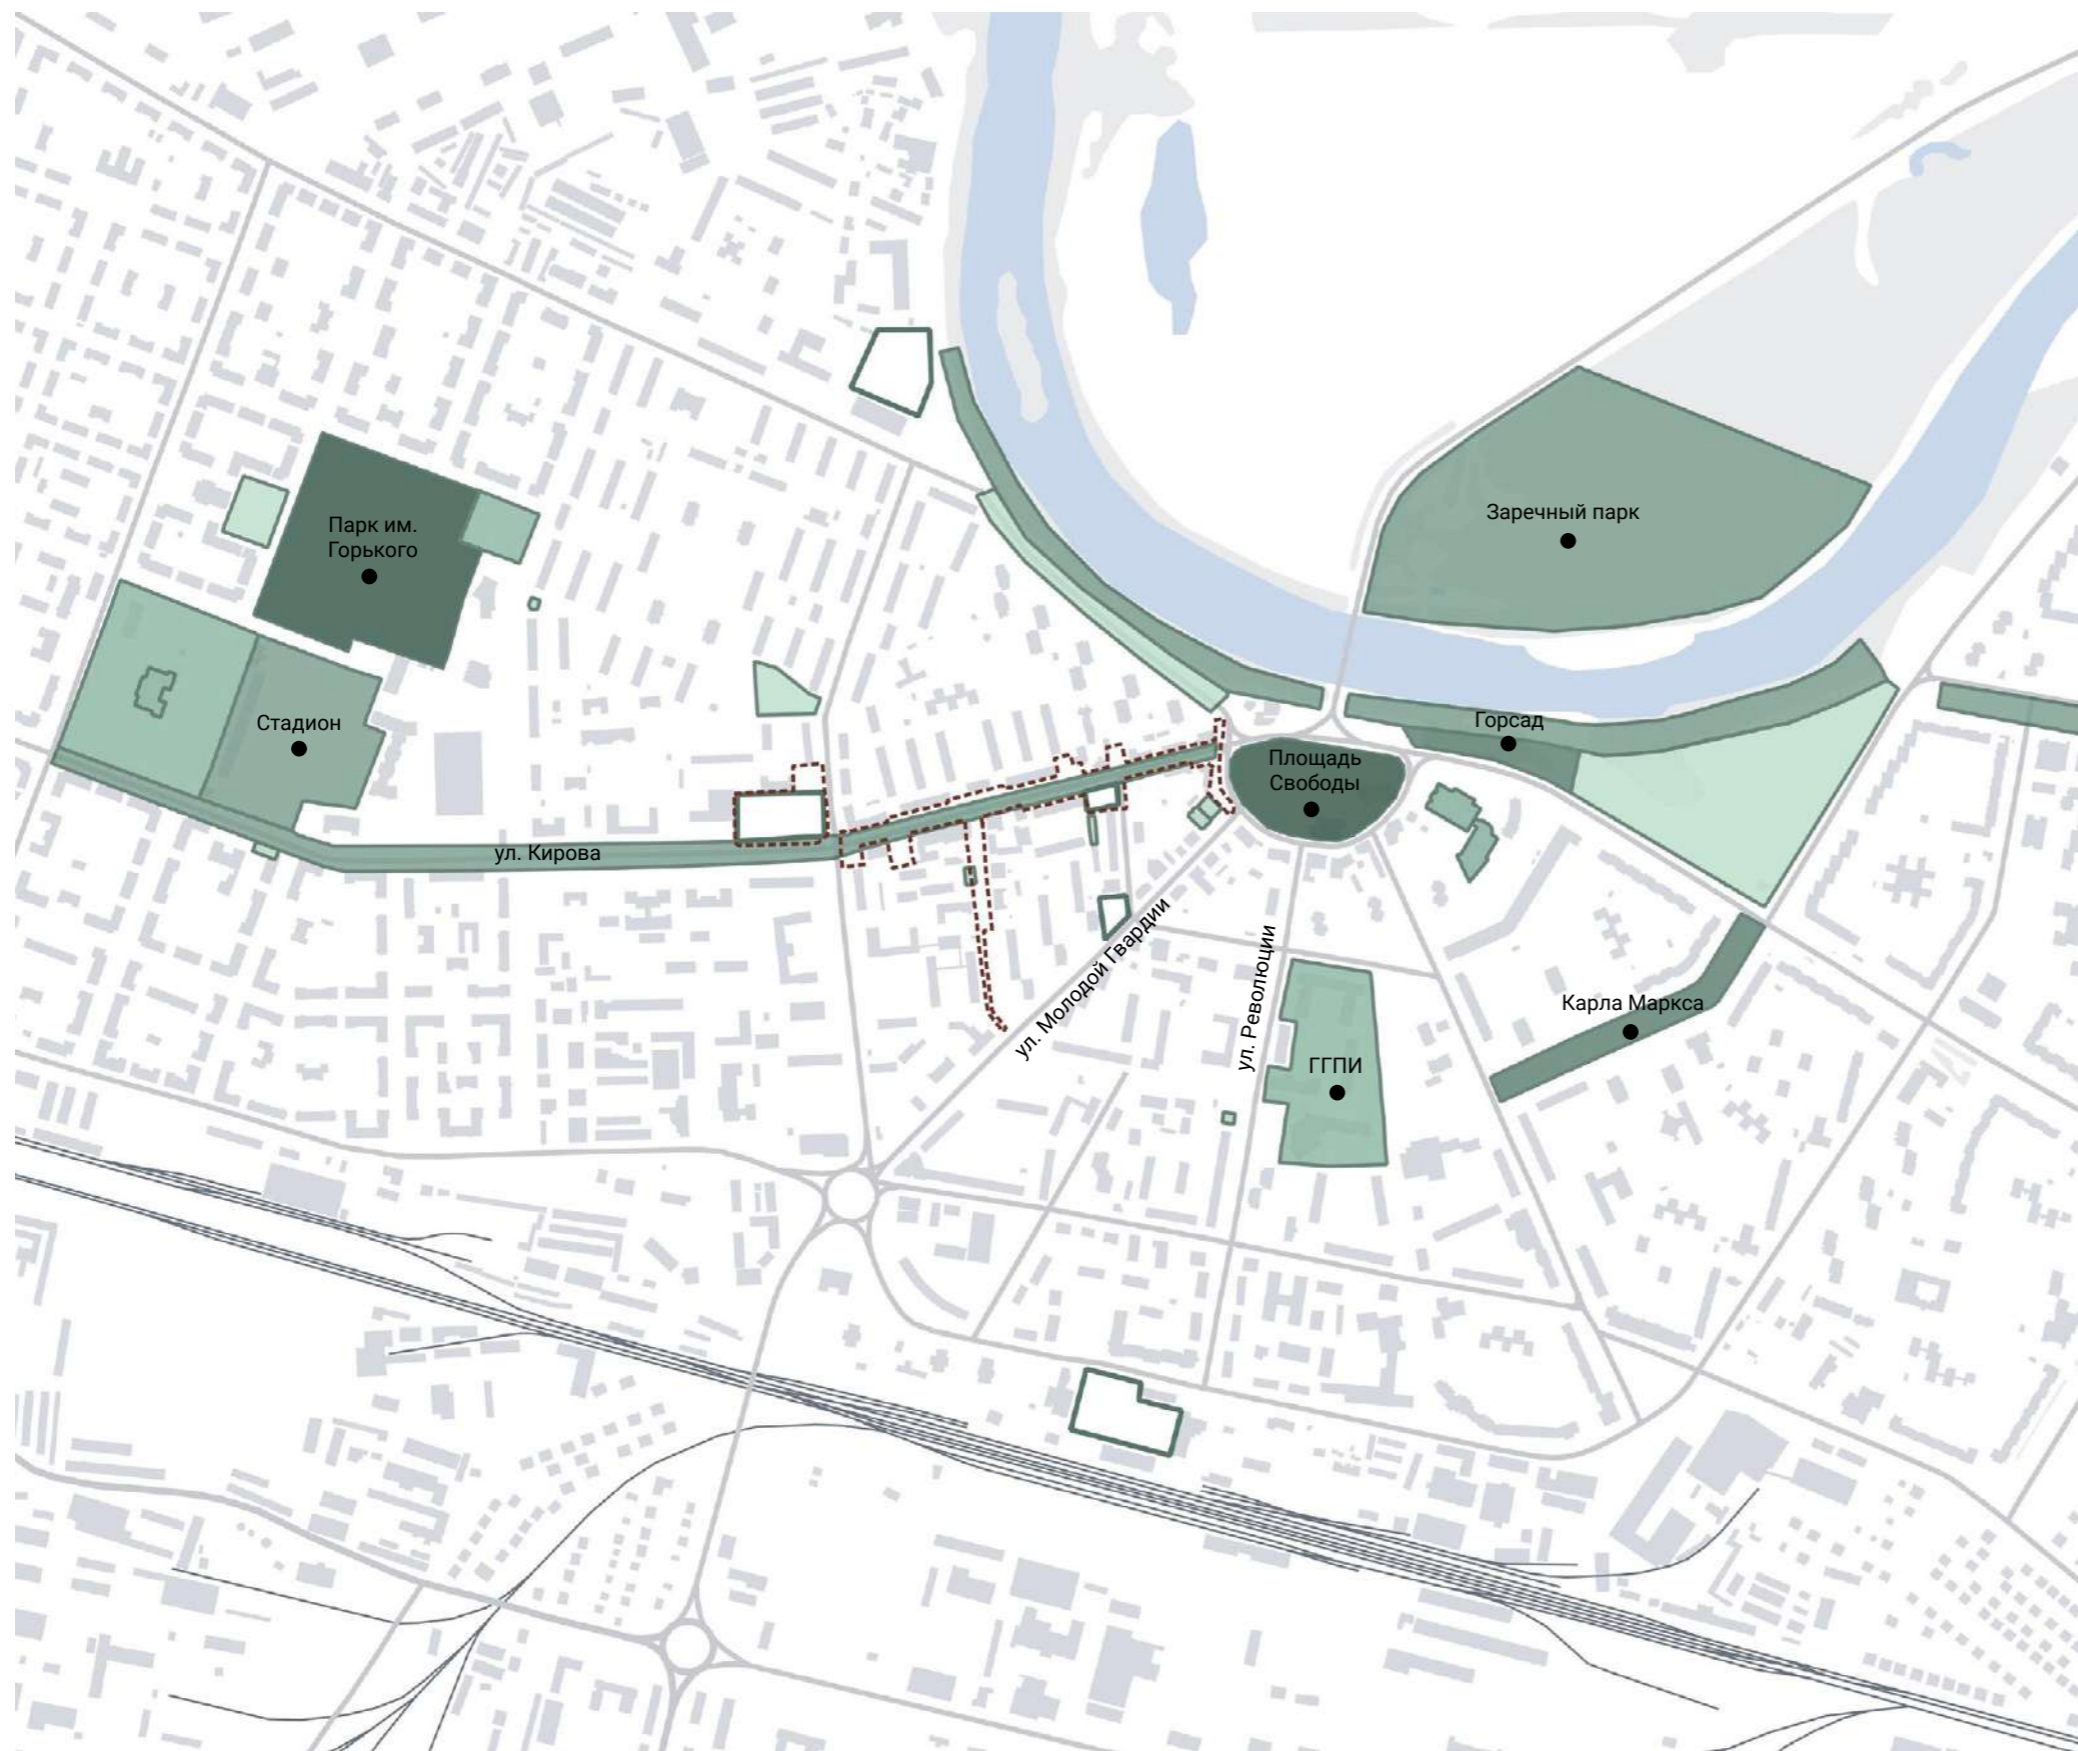 Заречный парк
Парк им.
Горького
Стадион
Горсад
Площадь
Свободы
ул. Кирова
ул. Молодой Гвардии
ул. Революции
Карла Маркса
ГГПИ